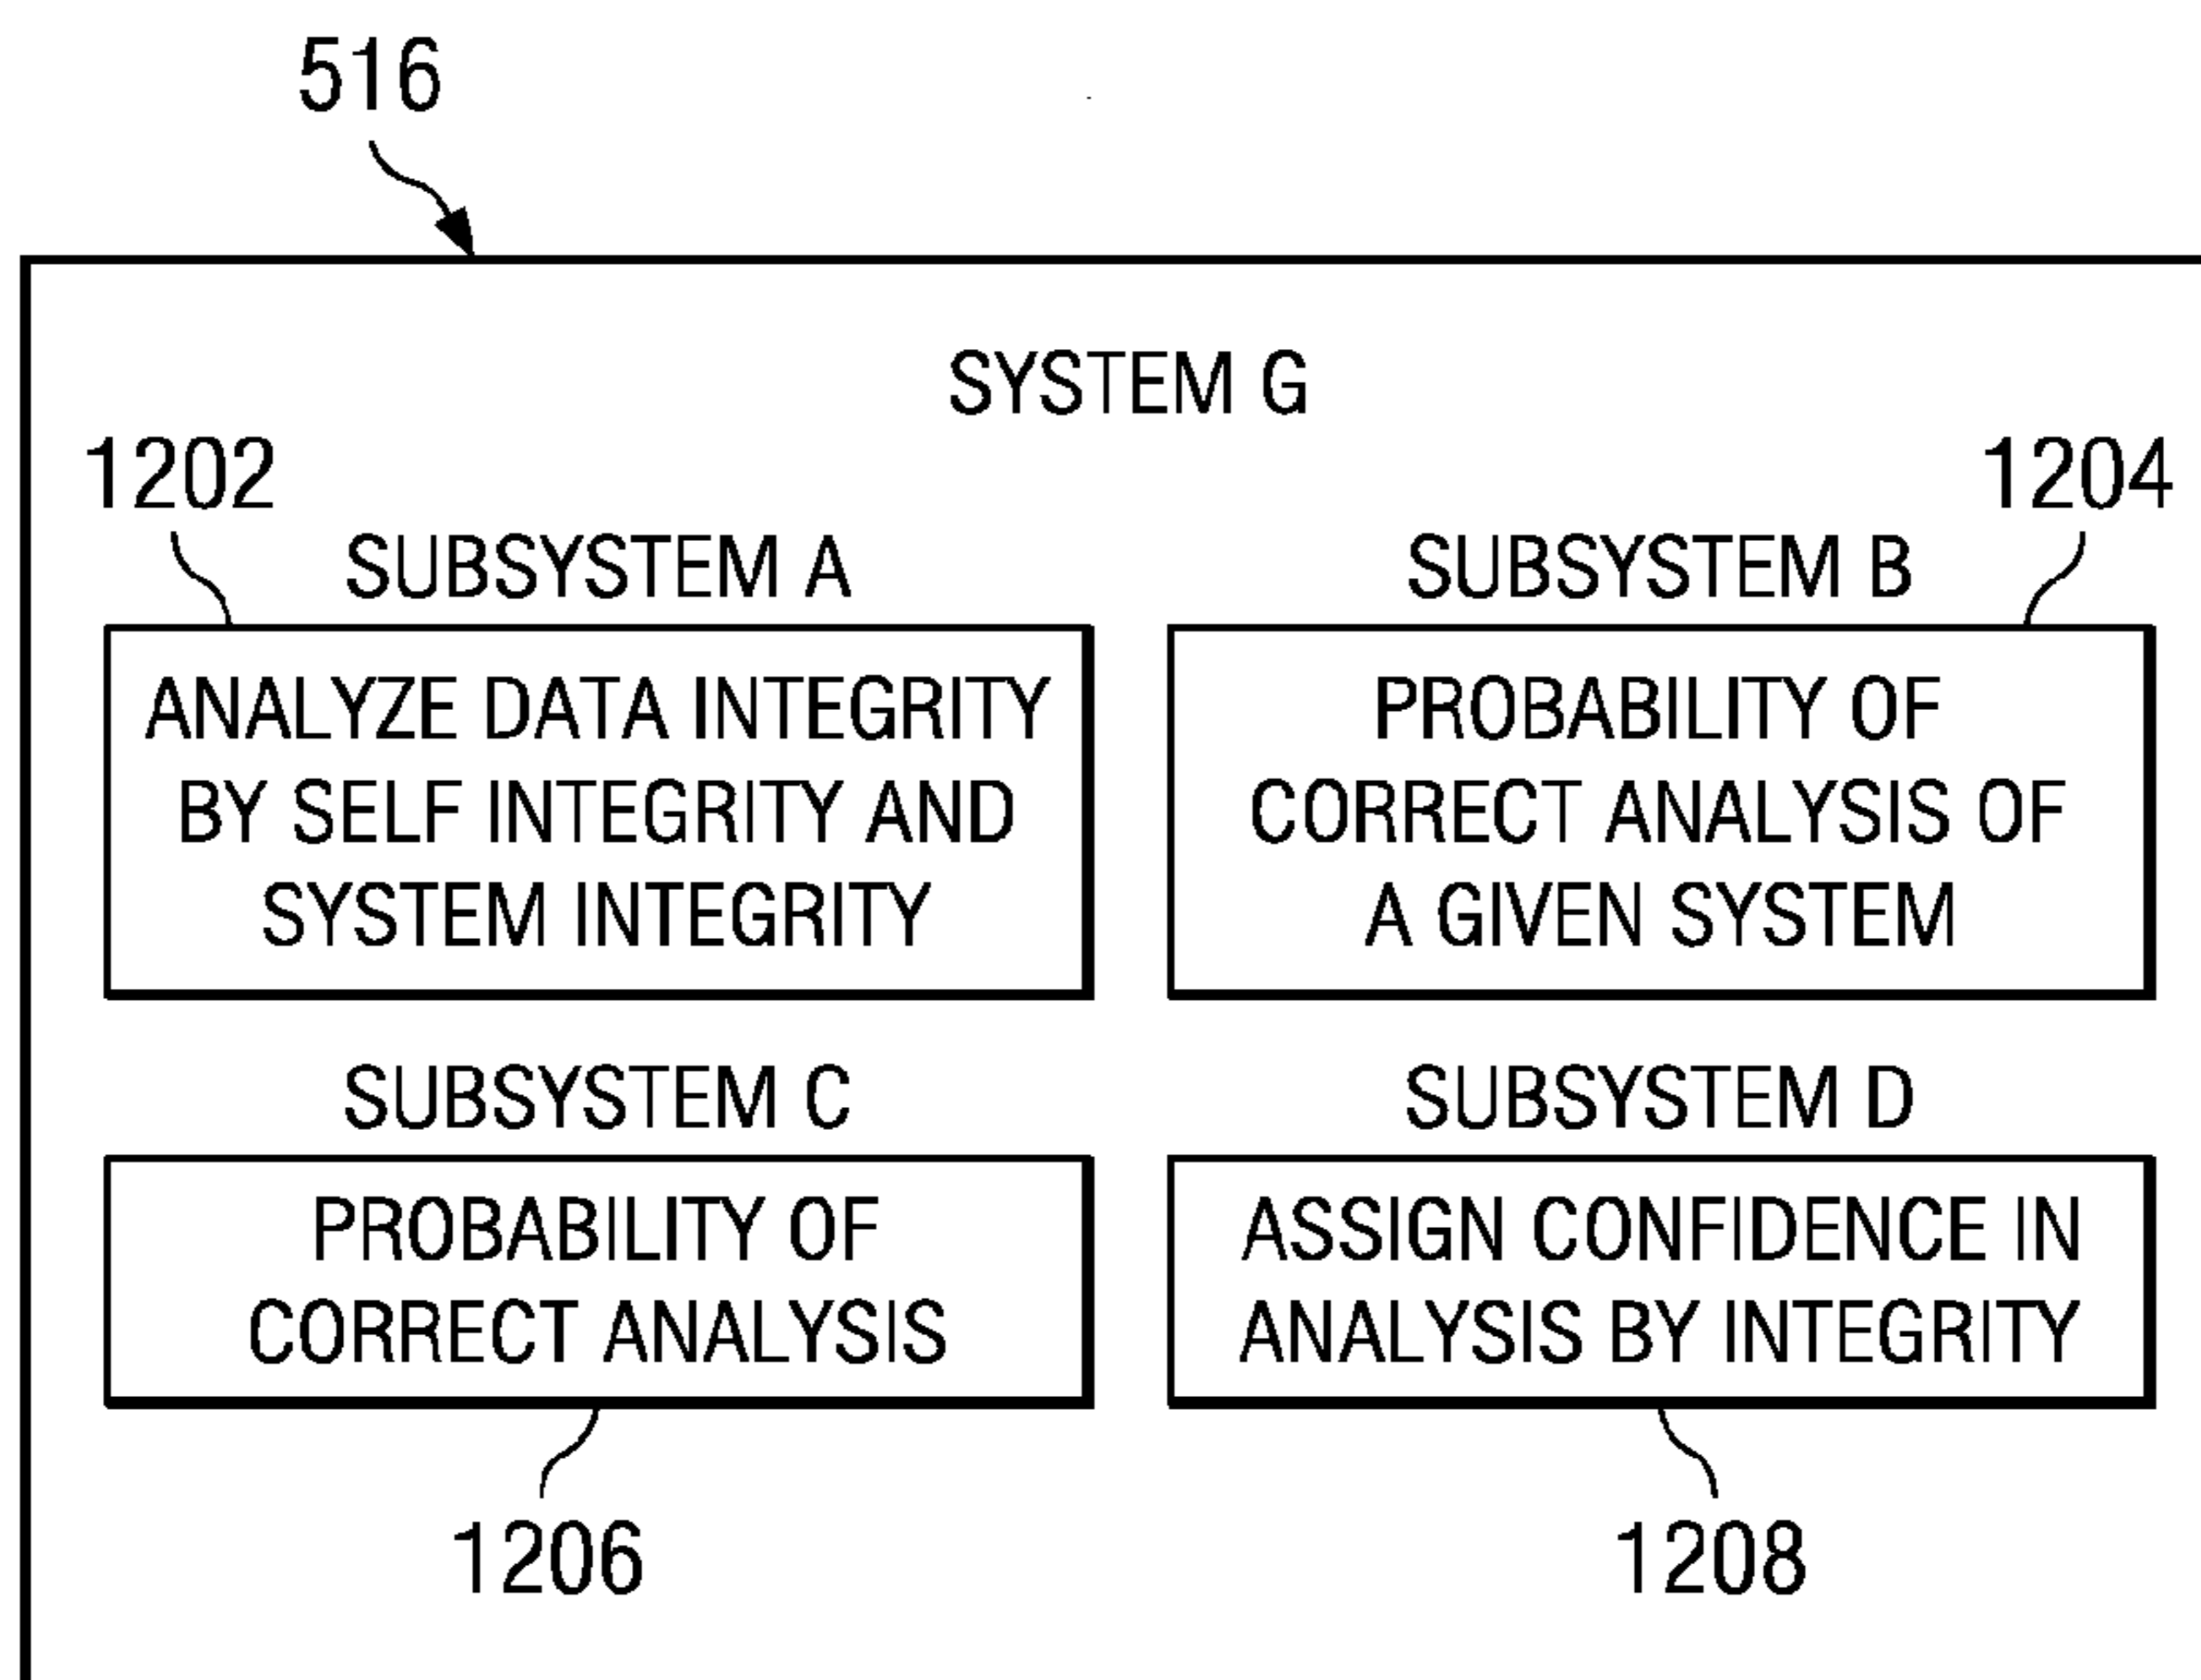 516
SYSTEM G
1202
1204
SUBSYSTEM A
SUBSYSTEM B
ANALYZE DATA INTEGRITY
BY SELF INTEGRITY AND
SYSTEM INTEGRITY
PROBABILITY OF
CORRECT ANALYSIS OF
A GIVEN SYSTEM
SUBSYSTEM C
SUBSYSTEM D
PROBABILITY OF
CORRECT ANALYSIS
ASSIGN CONFIDENCE IN
ANALYSIS BY INTEGRITY
1206
1208